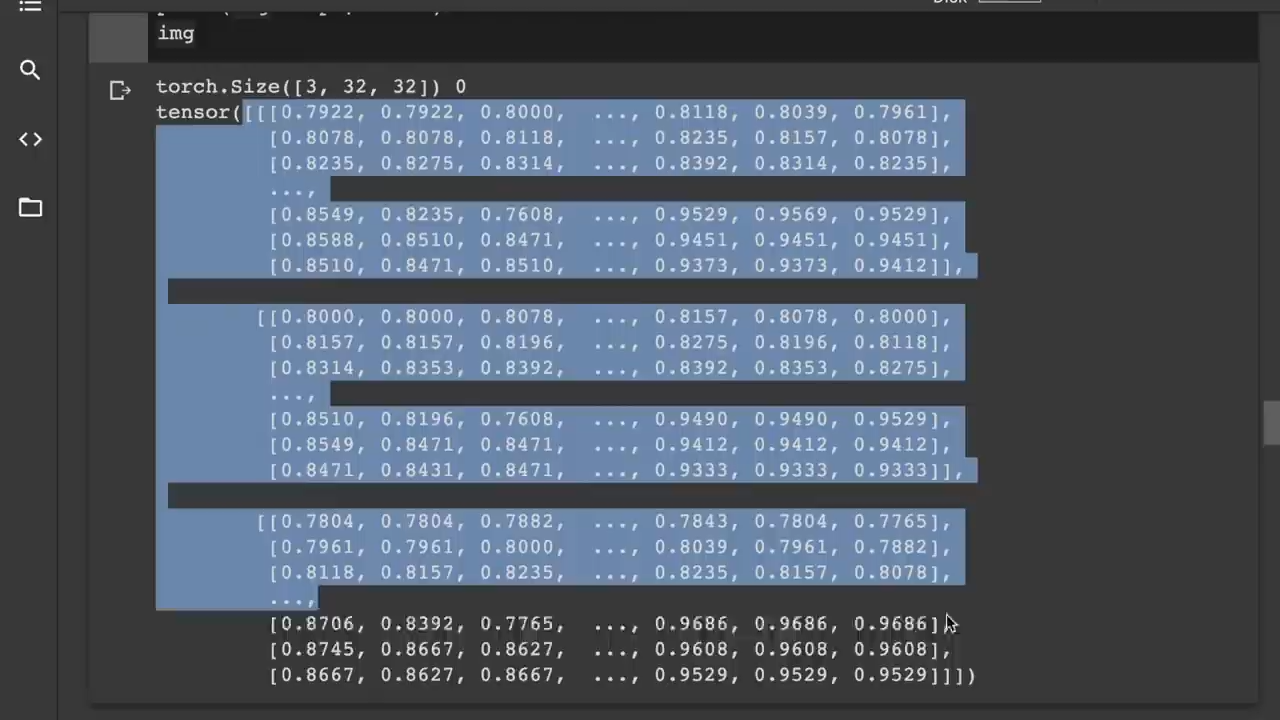 img
torch.Size([3, 32, 32]) 0
tensor([[[0.7922, 0.7922, 0.8000,  ..., 0.8118, 0.8039, 0.7961],
[0.8078, 0.8078, 0.8118,  ..., 0.8235, 0.8157, 0.8078],
[0.8235, 0.8275, 0.8314,  ..., 0.8392, 0.8314, 0.8235],
...,
[0.8549, 0.8235, 0.7608,  ..., 0.9529, 0.9569, 0.9529],
[0.8588, 0.8510, 0.8471,  ..., 0.9451, 0.9451, 0.9451],
[0.8510, 0.8471, 0.8510,  ..., 0.9373, 0.9373, 0.9412]],
[[0.8000, 0.8000, 0.8078,  ..., 0.8157, 0.8078, 0.8000],
[0.8157, 0.8157, 0.8196,  ..., 0.8275, 0.8196, 0.8118],
[0.8314, 0.8353, 0.8392,  ..., 0.8392, 0.8353, 0.8275],
...,
[0.8510, 0.8196, 0.7608,  ..., 0.9490, 0.9490, 0.9529],
[0.8549, 0.8471, 0.8471,  ..., 0.9412, 0.9412, 0.9412],
[0.8471, 0.8431, 0.8471,  ..., 0.9333, 0.9333, 0.9333]],
[[0.7804, 0.7804, 0.7882,  ..., 0.7843, 0.7804, 0.7765],
[0.7961, 0.7961, 0.8000,  ..., 0.8039, 0.7961, 0.7882],
[0.8118, 0.8157, 0.8235,  ..., 0.8235, 0.8157, 0.8078],
...,
[0.8706, 0.8392, 0.7765,  ..., 0.9686, 0.9686, 0.9686],
[0.8745, 0.8667, 0.8627,  ..., 0.9608, 0.9608, 0.9608],
[0.8667, 0.8627, 0.8667,  ..., 0.9529, 0.9529, 0.9529]]])